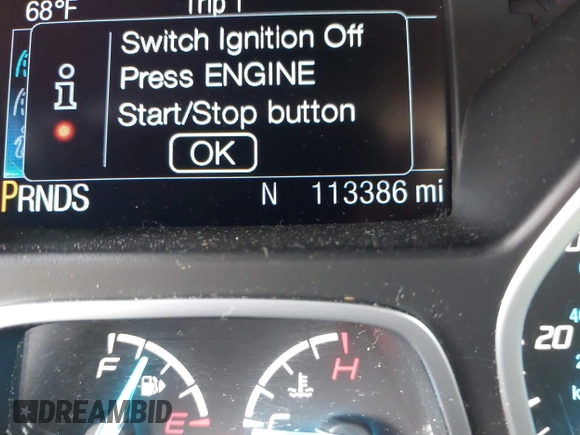 68°F Trip 1
Switch Ignition Off
Press ENGINE
i
Start/Stop button
OK
PRNDS N 113386 mi
F H
20
E C
DREAMBID